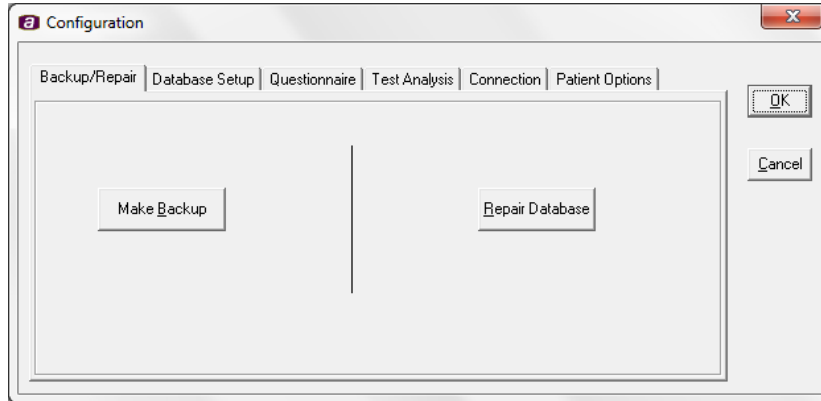 a Configuration
X
Backup/Repair Database Setup Questionnaire Test Analysis Connection Patient Options
OK
Cancel
Make Backup Repair Database